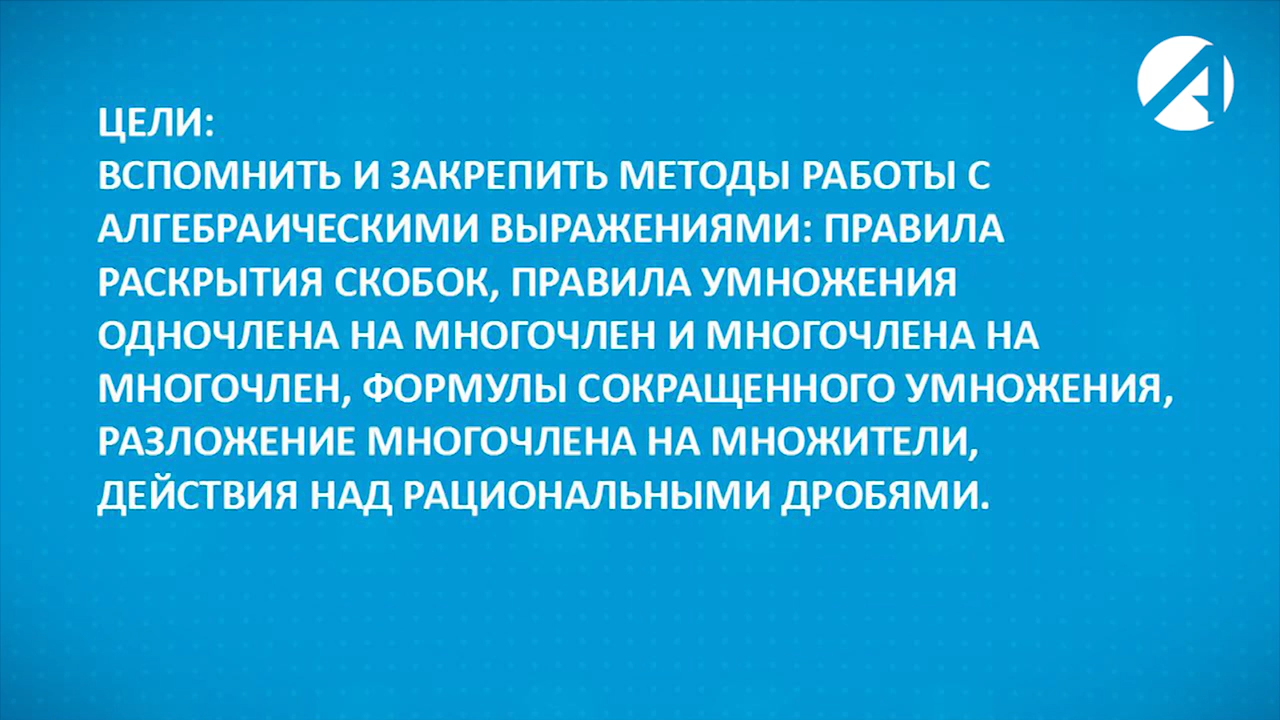 ЦЕЛИ:
ВСПОМНИТЬ И ЗАКРЕПИТЬ МЕТОДЫ РАБОТЫ С
АЛГЕБРАИЧЕСКИМИ ВЫРАЖЕНИЯМИ: ПРАВИЛА
РАСКРЫТИЯ СКОБОК, ПРАВИЛА УМНОЖЕНИЯ
ОДНОЧЛЕНА НА МНОГОЧЛЕН И МНОГОЧЛЕНА НА
МНОГОЧЛЕН, ФОРМУЛЫ СОКРАЩЕННОГО УМНОЖЕНИЯ,
РАЗЛОЖЕНИЕ МНОГОЧЛЕНА НА МНОЖИТЕЛИ,
ДЕЙСТВИЯ НАД РАЦИОНАЛЬНЫМИ ДРОБЯМИ.